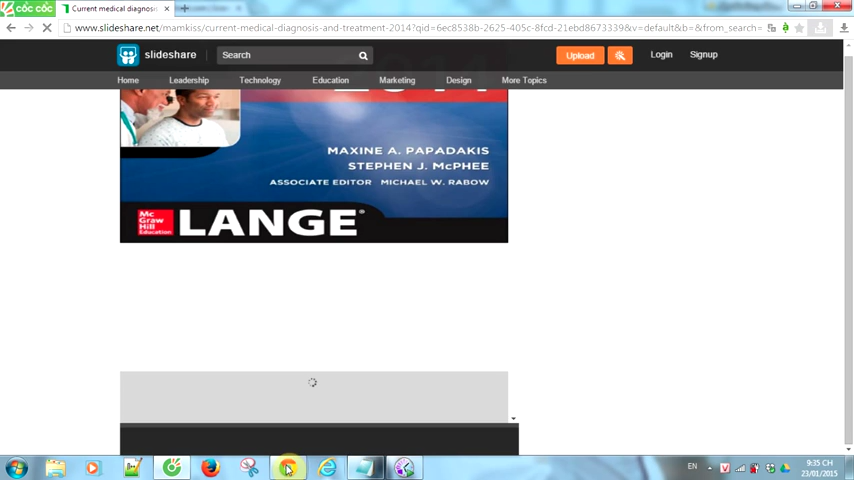 CỐC CỐC
Current medical diagnosis
www.slideshare.net/mamkiss/current-medical-diagnosis-and-treatment-2014?qid=6ec8538b-2625-405c-8fcd-21ebd8673339&v=default&b=&from_search=
slideshare
Search
Upload
Login
Signup
Home
Leadership
Technology
Education
Marketing
Design
More Topics
2014
MAXINE A. PAPADAKIS
STEPHEN J. McPHEE
ASSOCIATE EDITOR MICHAEL W. RABOW
Mc
Graw
Hill
Education
LANGE®
EN
9:35 CH
23/01/2015